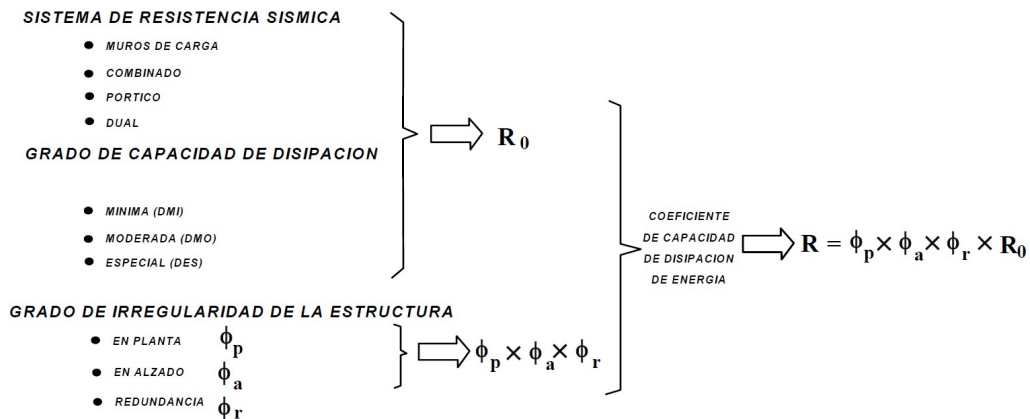 SISTEMA DE RESISTENCIA SISMICA
● MUROS DE CARGA
● COMBINADO
● PORTICO
● DUAL
GRADO DE CAPACIDAD DE DISIPACION
● MINIMA (DMI)
● MODERADA (DMO)
● ESPECIAL (DES)
R₀
GRADO DE IRREGULARIDAD DE LA ESTRUCTURA
● EN PLANTA ϕp
● EN ALZADO ϕa
● REDUNDANCIA ϕr
ϕp × ϕa × ϕr
COEFICIENTE
DE CAPACIDAD
DE DISPACION
DE ENERGIA
R = ϕp × ϕa × ϕr × R₀